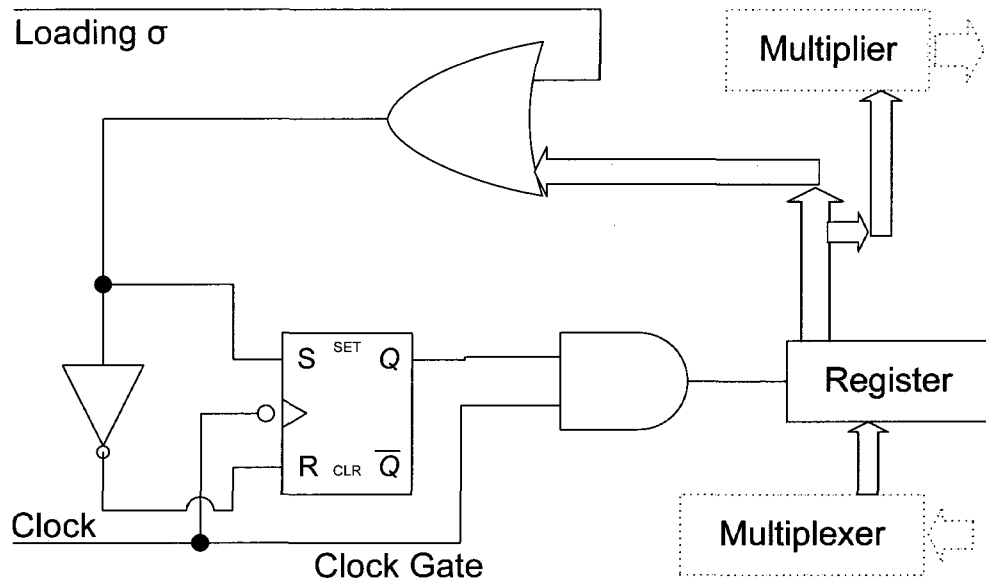 Loading σ
Multiplier
S SET Q
Register
R CLR Q̅
Clock
Clock Gate
Multiplexer